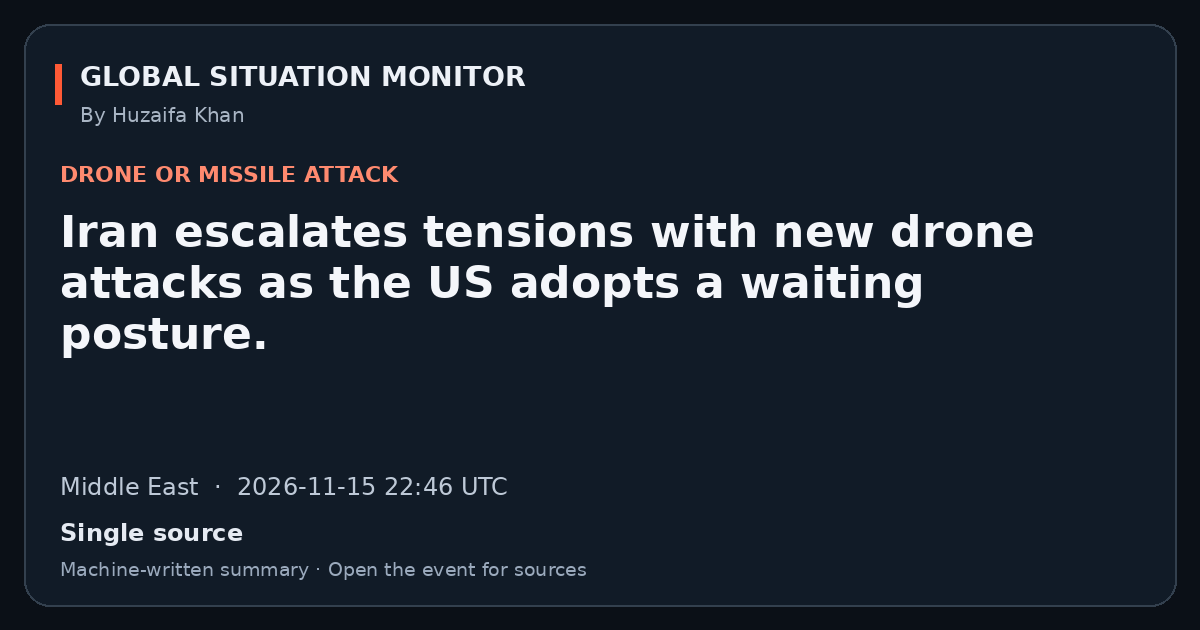 GLOBAL SITUATION MONITOR
By Huzaifa Khan
DRONE OR MISSILE ATTACK
Iran escalates tensions with new drone
attacks as the US adopts a waiting
posture.
Middle East · 2026-11-15 22:46 UTC
Single source
Machine-written summary · Open the event for sources